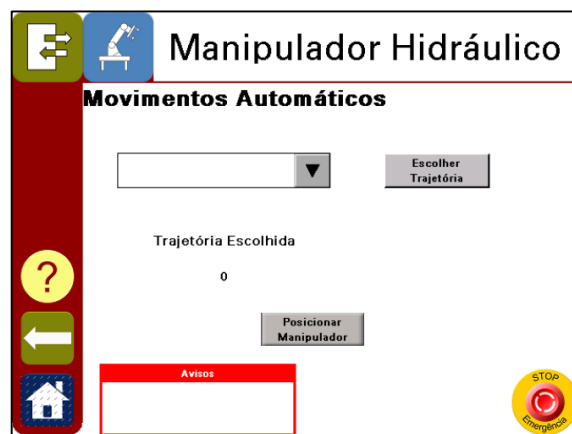 Manipulador Hidráulico
Movimentos Automáticos
Escolher
Trajetória
Trajetória Escolhida
0
?
Posicionar
Manipulador
Avisos
STOP
Emergência